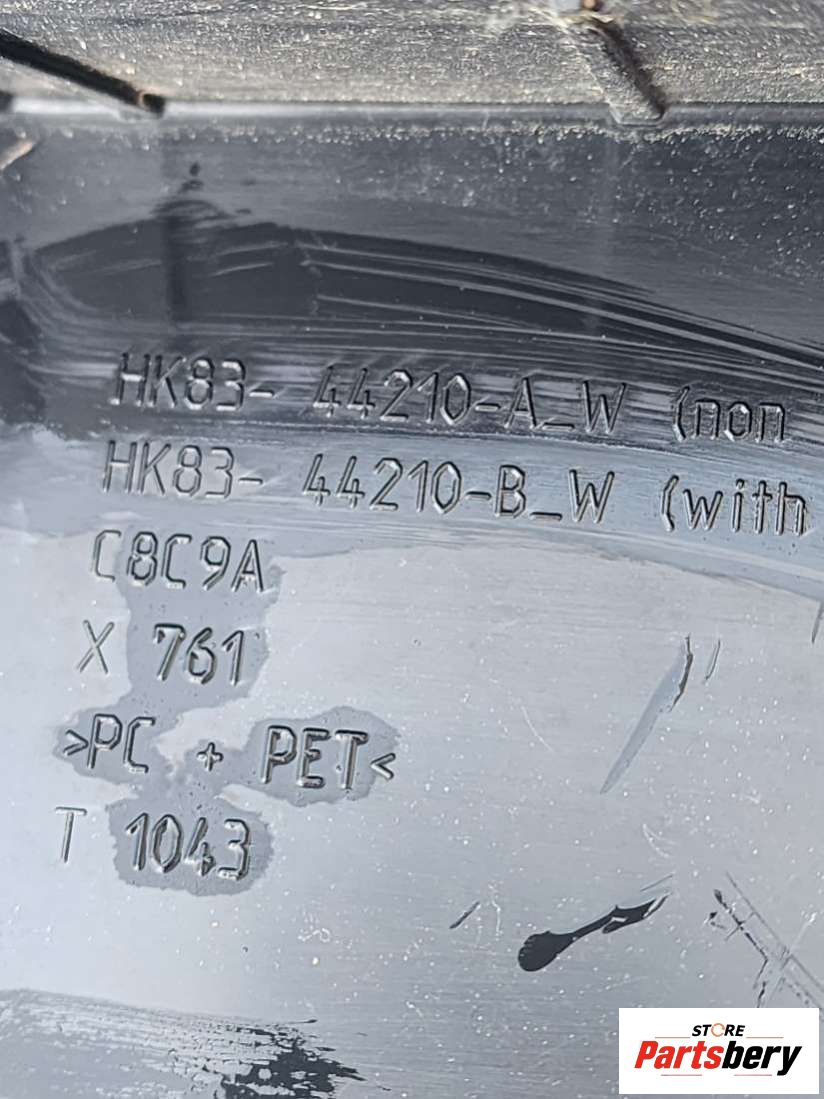 HK83- 44210-A_W (non
HK83- 44210-B_W (with
C8C9A
X 761
>PC + PET<
T 1043
STORE
Partsbery